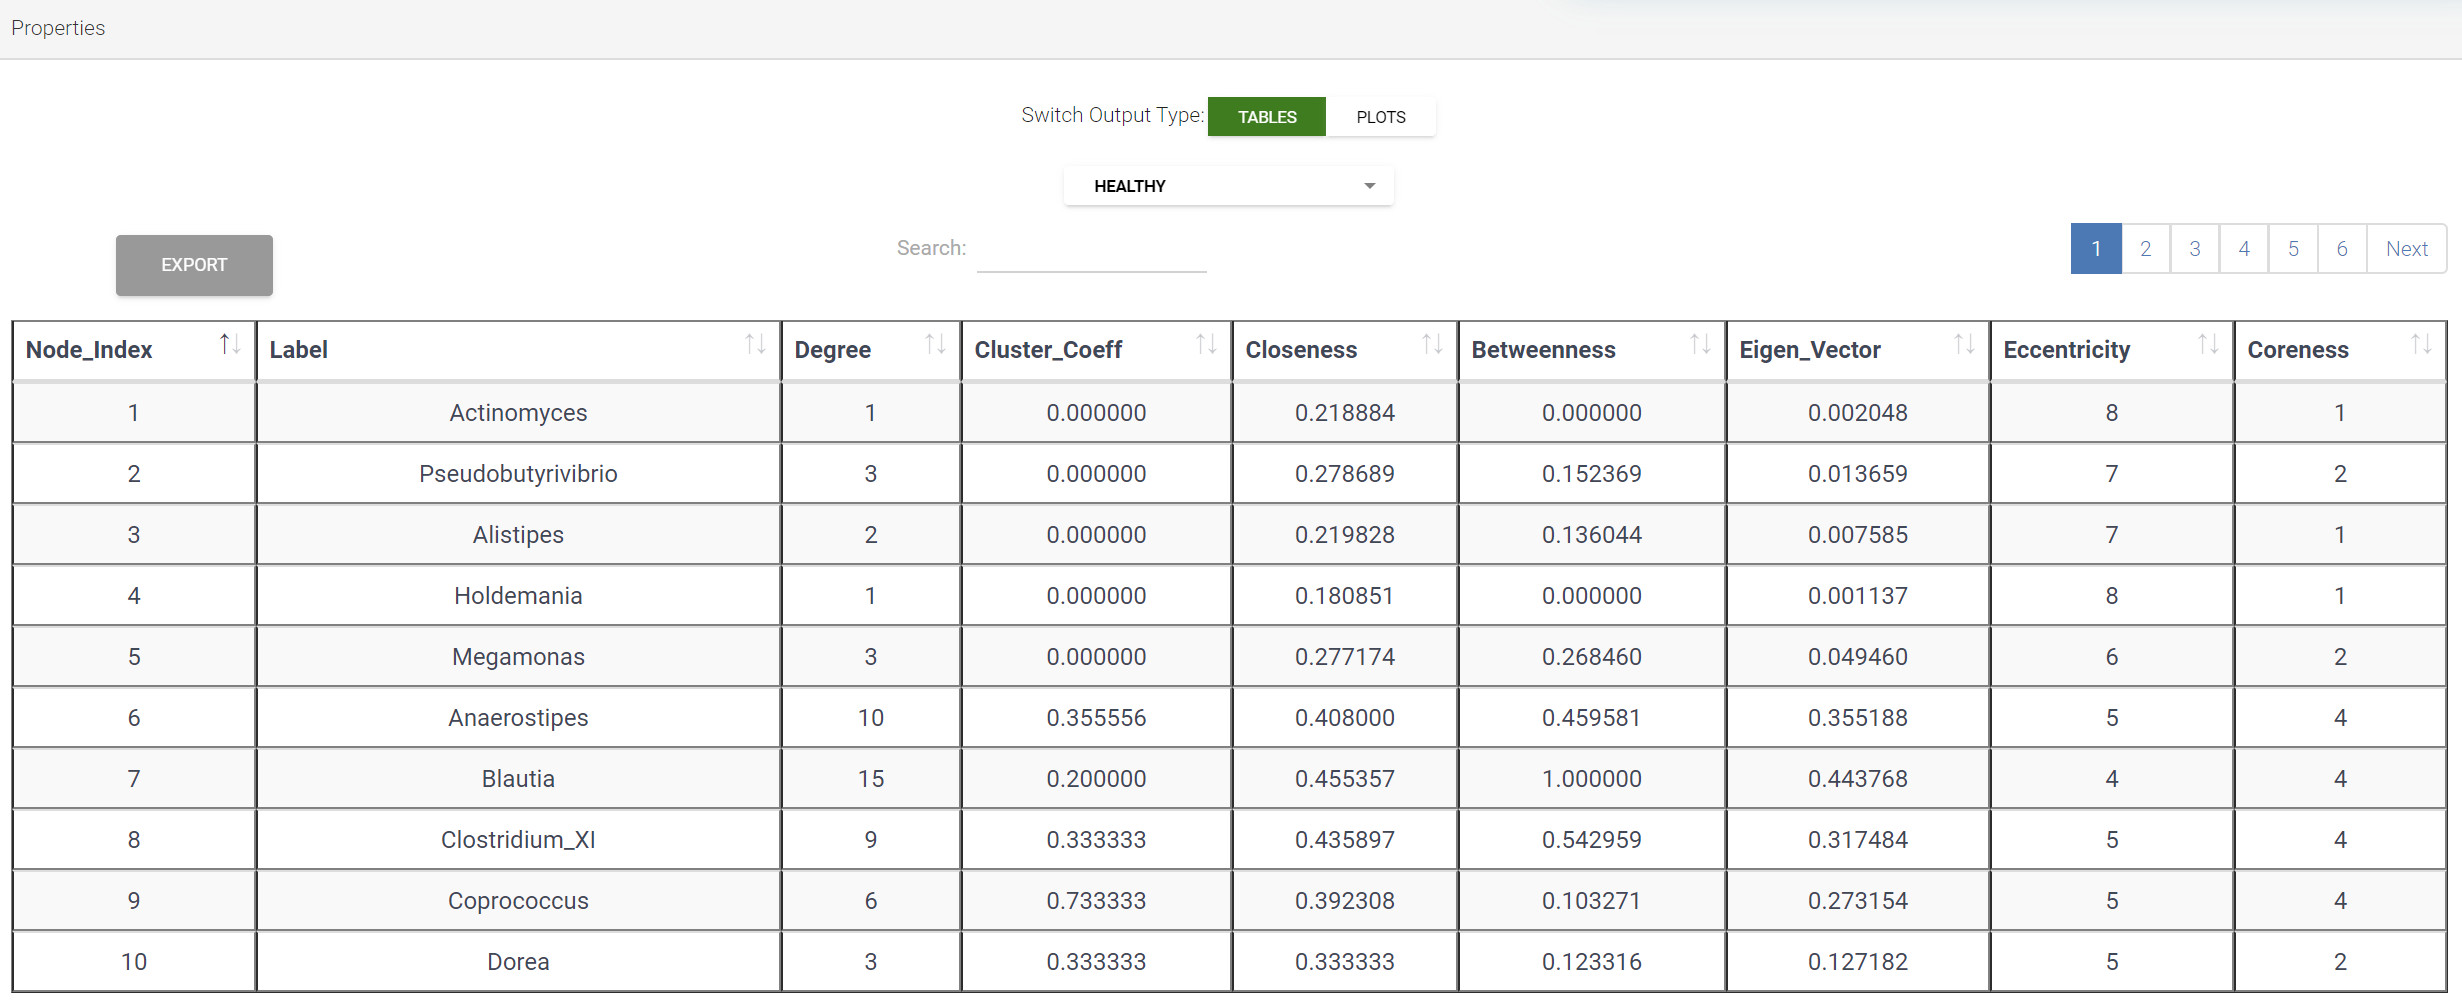 Properties
Switch Output Type: TABLES PLOTS
HEALTHY
EXPORT Search: 1 2 3 4 5 6 Next
Node_Index Label Degree Cluster_Coeff Closeness Betweenness Eigen_Vector Eccentricity Coreness
1 Actinomyces 1 0.000000 0.218884 0.000000 0.002048 8 1
2 Pseudobutyrivibrio 3 0.000000 0.278689 0.152369 0.013659 7 2
3 Alistipes 2 0.000000 0.219828 0.136044 0.007585 7 1
4 Holdemania 1 0.000000 0.180851 0.000000 0.001137 8 1
5 Megamonas 3 0.000000 0.277174 0.268460 0.049460 6 2
6 Anaerostipes 10 0.355556 0.408000 0.459581 0.355188 5 4
7 Blautia 15 0.200000 0.455357 1.000000 0.443768 4 4
8 Clostridium_XI 9 0.333333 0.435897 0.542959 0.317484 5 4
9 Coprococcus 6 0.733333 0.392308 0.103271 0.273154 5 4
10 Dorea 3 0.333333 0.333333 0.123316 0.127182 5 2